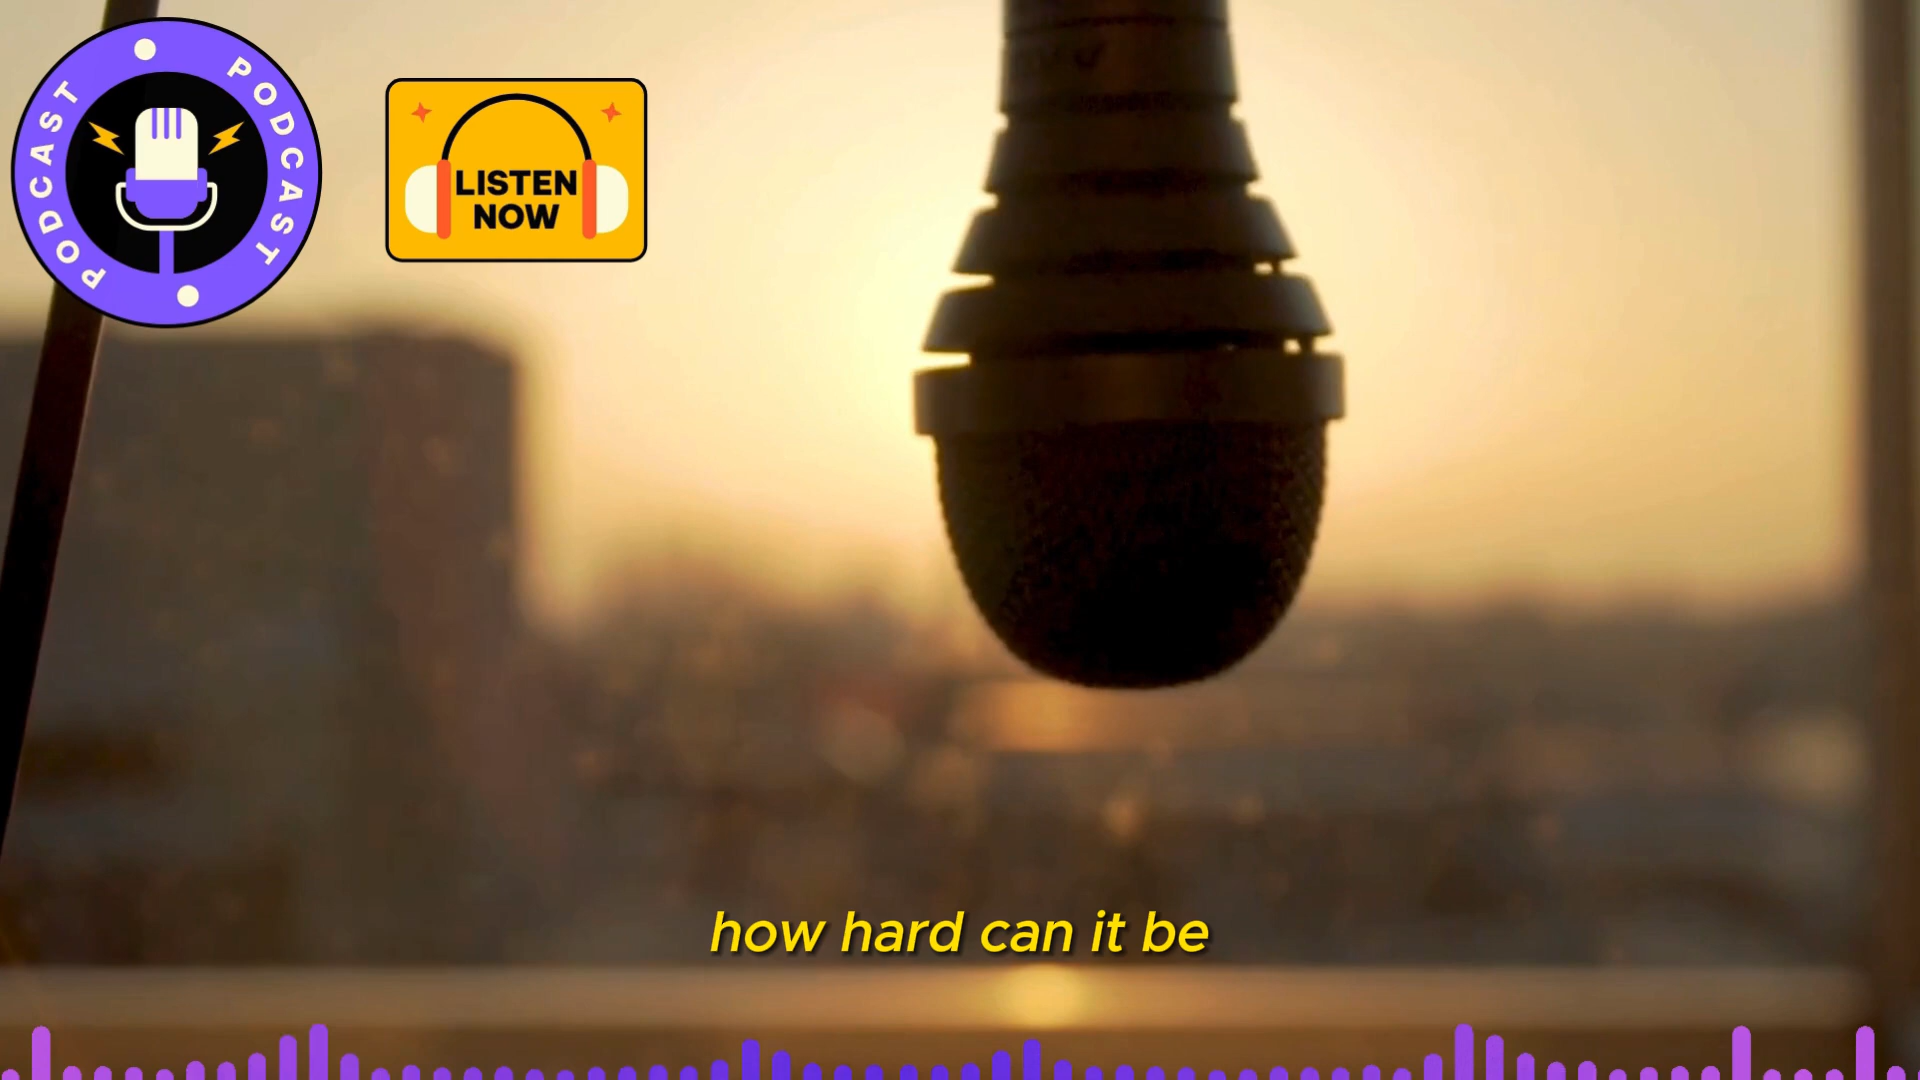 PODCAST
PODCAST
LISTEN
NOW
how hard can it be